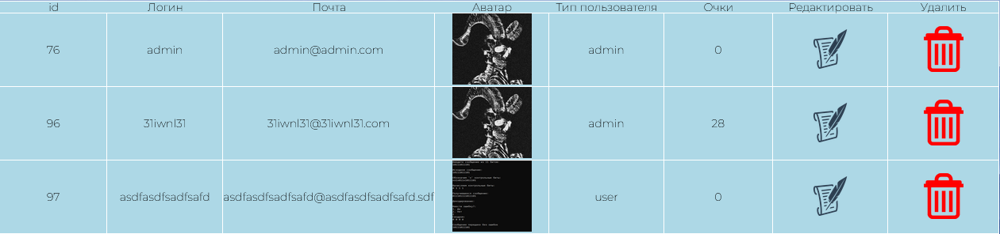 id Логин Почта Аватар Тип пользователя Очки Редактировать Удалить
76 admin admin@admin.com admin 0
96 31iwnl31 31iwnl31@31iwnl31.com admin 28
97 asdfasdfsadfsafd asdfasdfsadfsafd@asdfasdfsadfsafd.sdf user 0